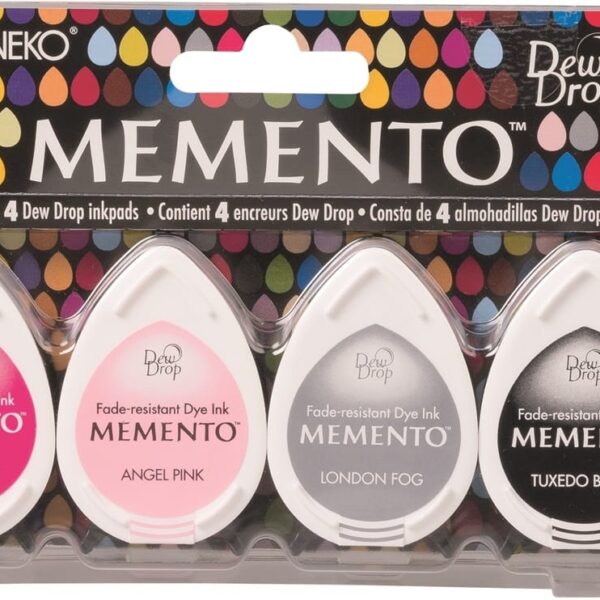 NEKO®
Dew Drop
MEMENTO™
4 Dew Drop inkpads • Contient 4 encreurs Dew Drop • Consta de 4 almohadillas Dew Drop
Dew Drop
Fade-resistant Dye Ink
MEMENTO™
ANGEL PINK
Dew Drop
Fade-resistant Dye Ink
MEMENTO™
LONDON FOG
Dew Drop
Fade-resistant
MEME
TUXEDO B